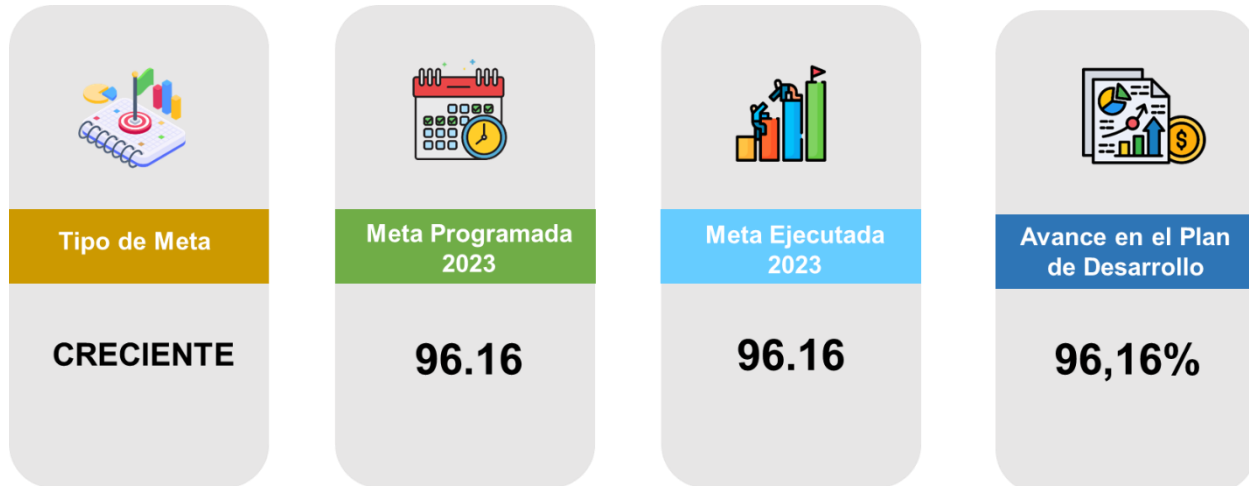 Tipo de Meta
CRECIENTE
Meta Programada
2023
96.16
Meta Ejecutada
2023
96.16
Avance en el Plan
de Desarrollo
96,16%